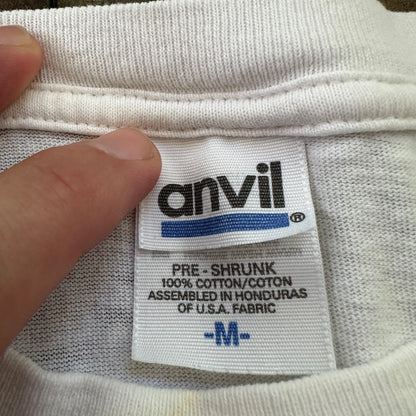 anvil®
PRE-SHRUNK
100% COTTON/COTON
ASSEMBLED IN HONDURAS
OF U.S.A. FABRIC
-M-